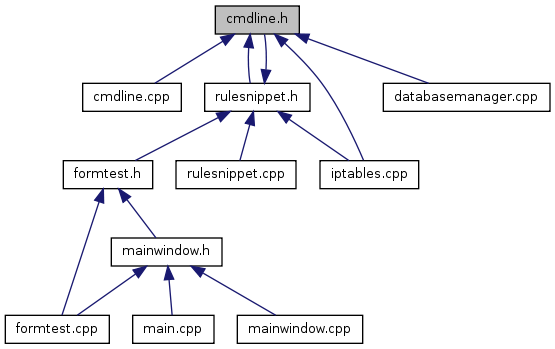 cmdline.h
cmdline.cpp
rulesnippet.h
databasemanager.cpp
formtest.h
rulesnippet.cpp
iptables.cpp
mainwindow.h
formtest.cpp
main.cpp
mainwindow.cpp